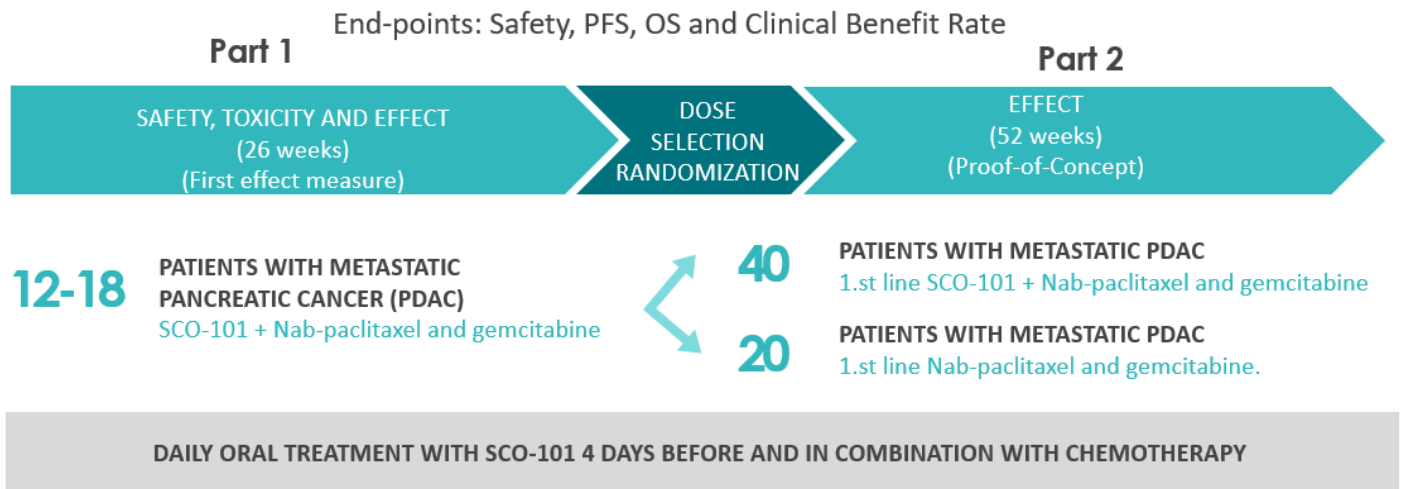 End-points: Safety, PFS, OS and Clinical Benefit Rate
Part 1
Part 2
SAFETY, TOXICITY AND EFFECT
(26 weeks)
(First effect measure)
DOSE
SELECTION
RANDOMIZATION
EFFECT
(52 weeks)
(Proof-of-Concept)
12-18
PATIENTS WITH METASTATIC
PANCREATIC CANCER (PDAC)
SCO-101 + Nab-paclitaxel and gemcitabine
40
PATIENTS WITH METASTATIC PDAC
1.st line SCO-101 + Nab-paclitaxel and gemcitabine
20
PATIENTS WITH METASTATIC PDAC
1.st line Nab-paclitaxel and gemcitabine.
DAILY ORAL TREATMENT WITH SCO-101 4 DAYS BEFORE AND IN COMBINATION WITH CHEMOTHERAPY